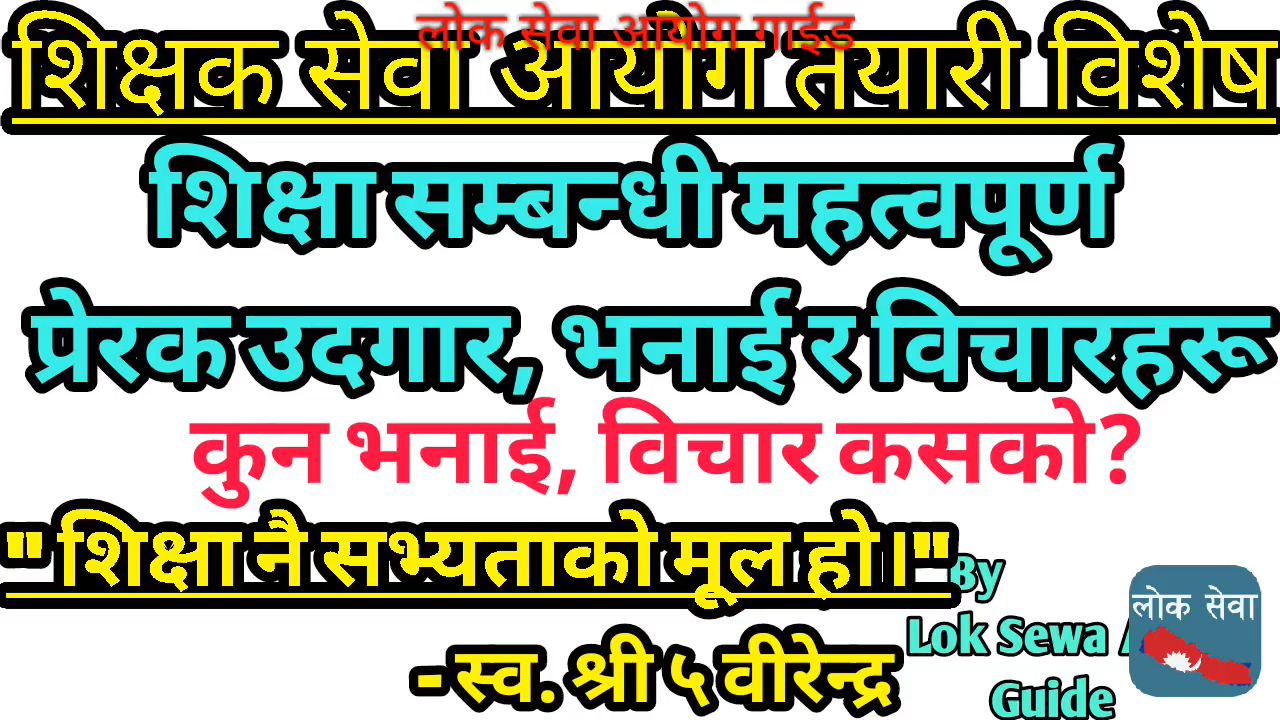 लोक सेवा आयोग गाईड
शिक्षक सेवा आयोग तयारी विशेष
शिक्षा सम्बन्धी महत्वपूर्ण
प्रेरक उदगार, भनाई र विचारहरू
कुन भनाई, विचार कसको?
" शिक्षा नै सभ्यताको मूल हो।"
- स्व. श्री ५ वीरेन्द्र
By
Lok Sewa
Guide
लोक सेवा